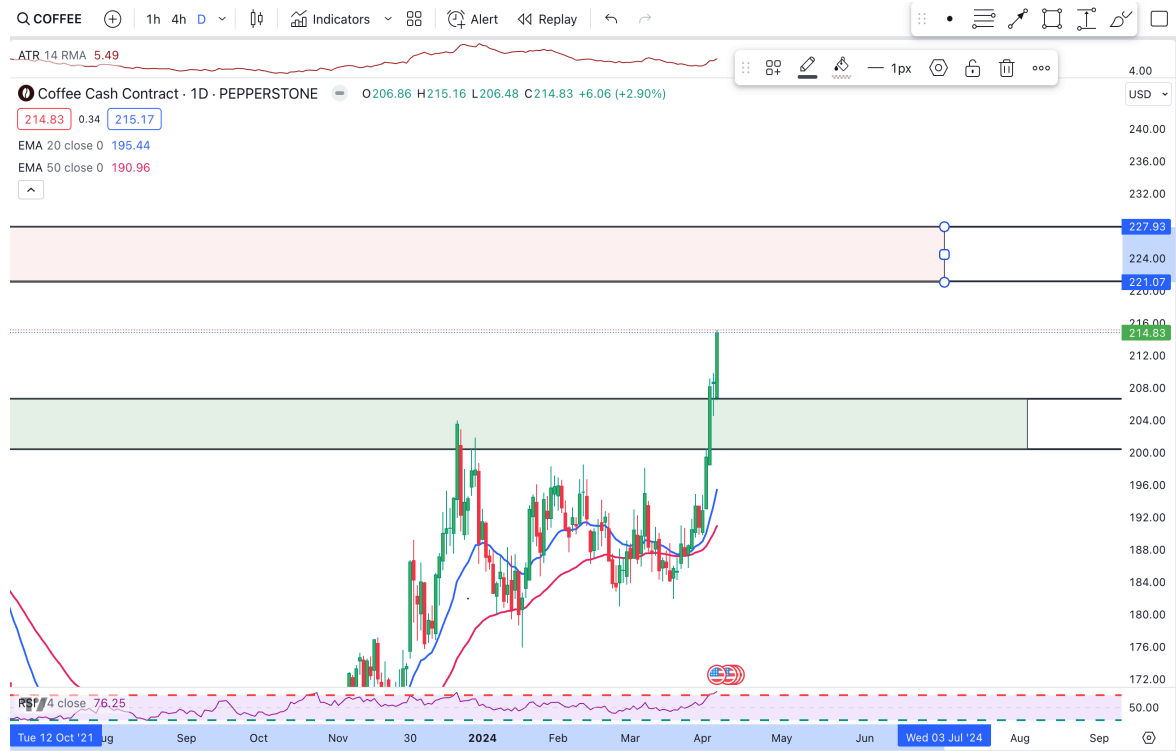 COFFEE 1h 4h D Indicators Alert Replay
ATR 14 RMA 5.49
1px
4.00
Coffee Cash Contract · 1D · PEPPERSTONE O206.86 H215.16 L206.48 C214.83 +6.06 (+2.90%)
USD
214.83 0.34 215.17
EMA 20 close 0 195.44
EMA 50 close 0 190.96
240.00
236.00
232.00
227.93
224.00
221.07
220.00
216.00
214.83
212.00
208.00
204.00
200.00
196.00
192.00
188.00
184.00
180.00
176.00
172.00
RSI 14 close 76.25
50.00
Tue 12 Oct '21 ug Sep Oct Nov 30 2024 Feb Mar Apr May Jun Wed 03 Jul '24 Aug Sep